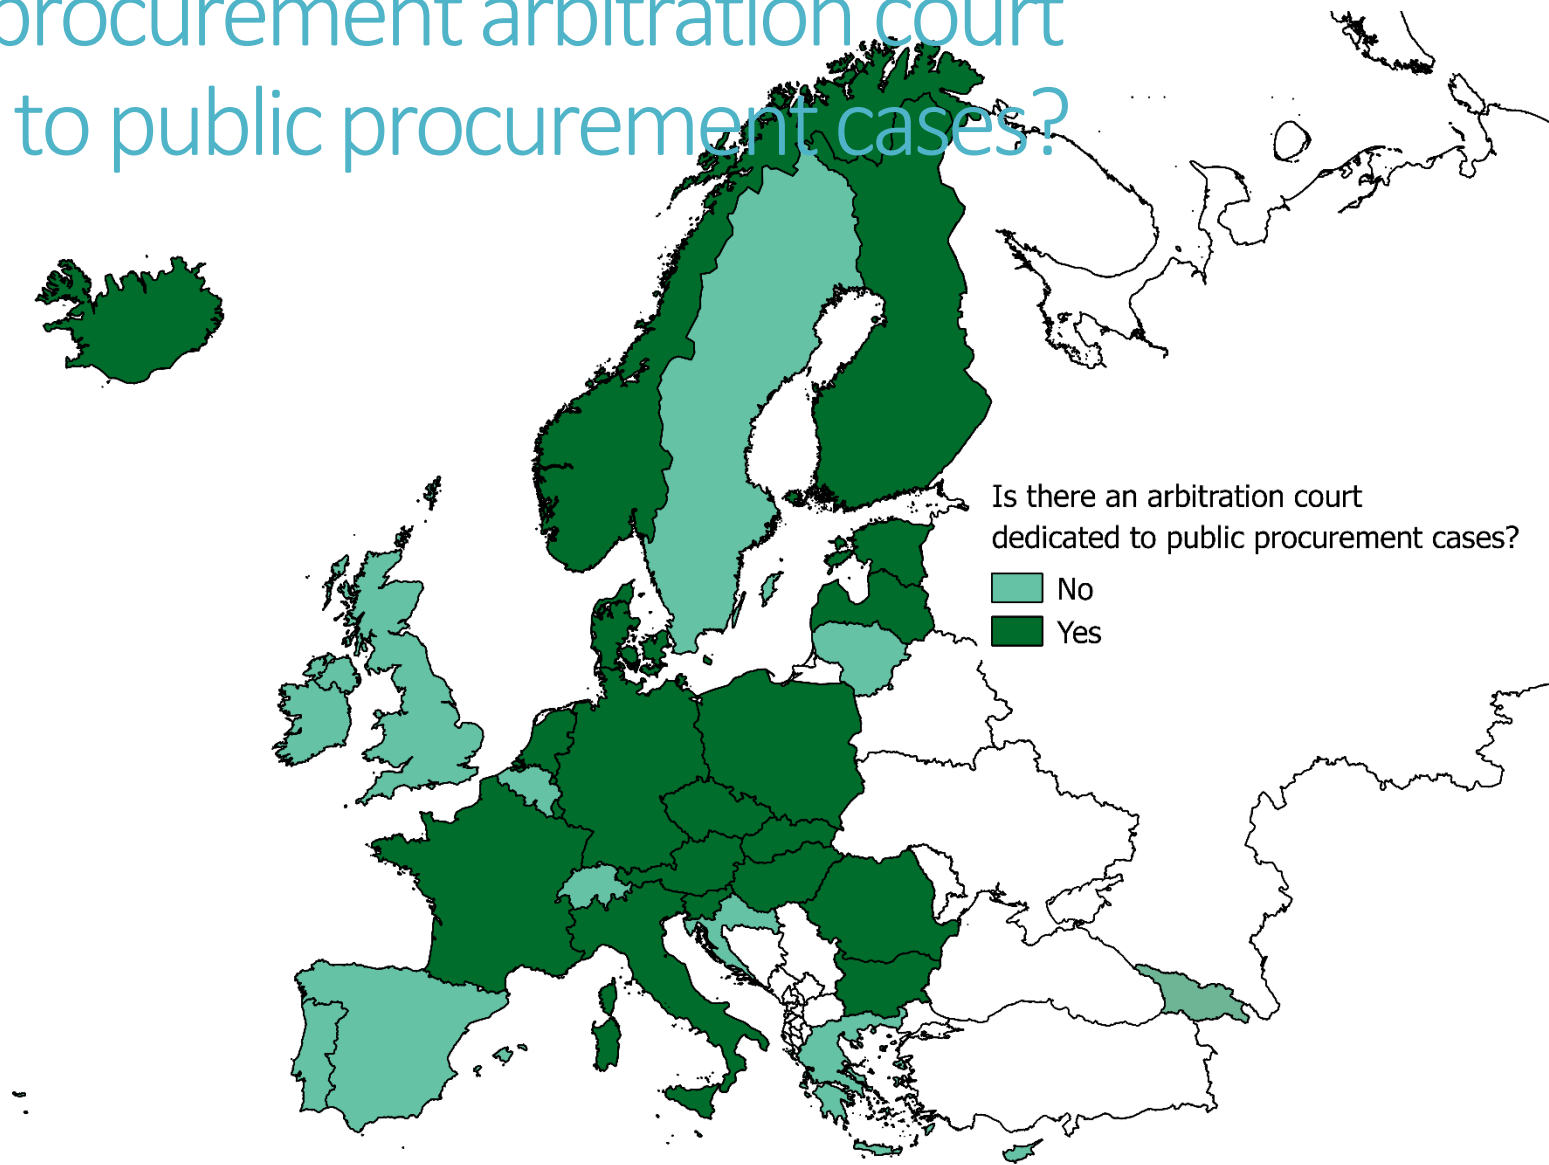 procurement arbitration court
to public procurement cases?
Is there an arbitration court
dedicated to public procurement cases?
No
Yes